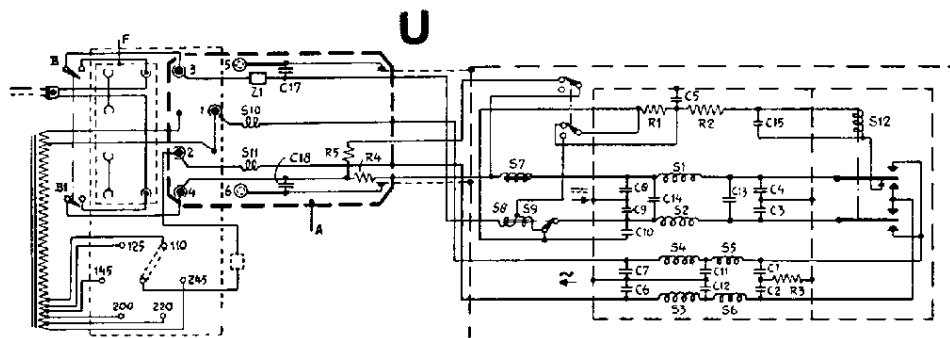 U
F
B
3
5
Z1
C17
1
S10
S11
C18
R5
R4
2
4
6
A
B1
125
110
145
245
200
220
C5
R1
R2
C15
S12
S7
S1
C8
C9
C14
C13
C4
C3
S8
S9
C10
S2
S4
S5
C7
C11
C1
C6
C12
C2
R3
S3
S6